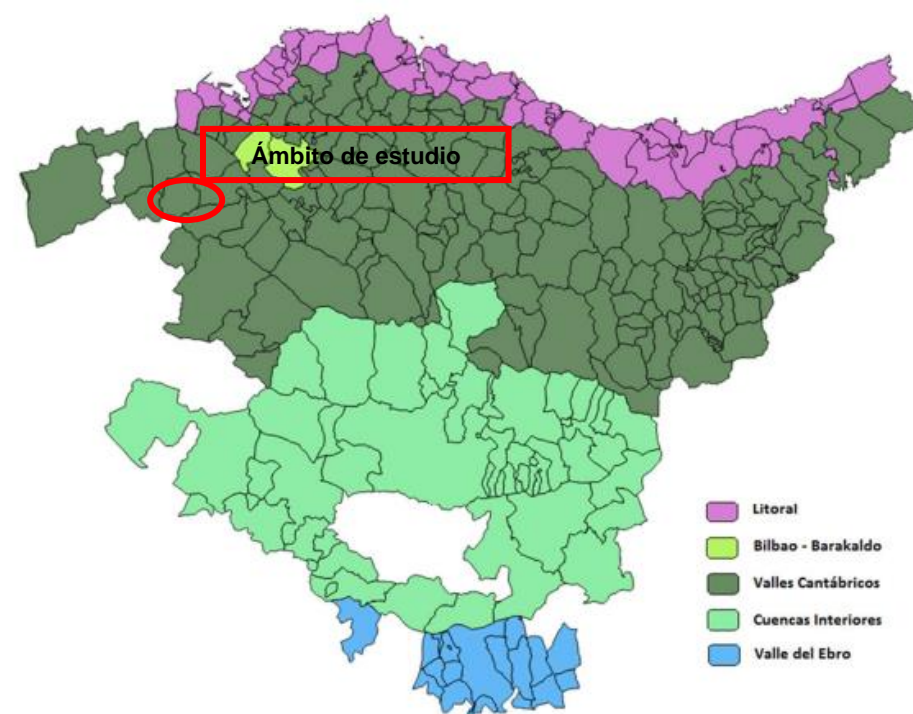 Ámbito de estudio
Litoral
Bilbao - Barakaldo
Valles Cantábricos
Cuencas Interiores
Valle del Ebro